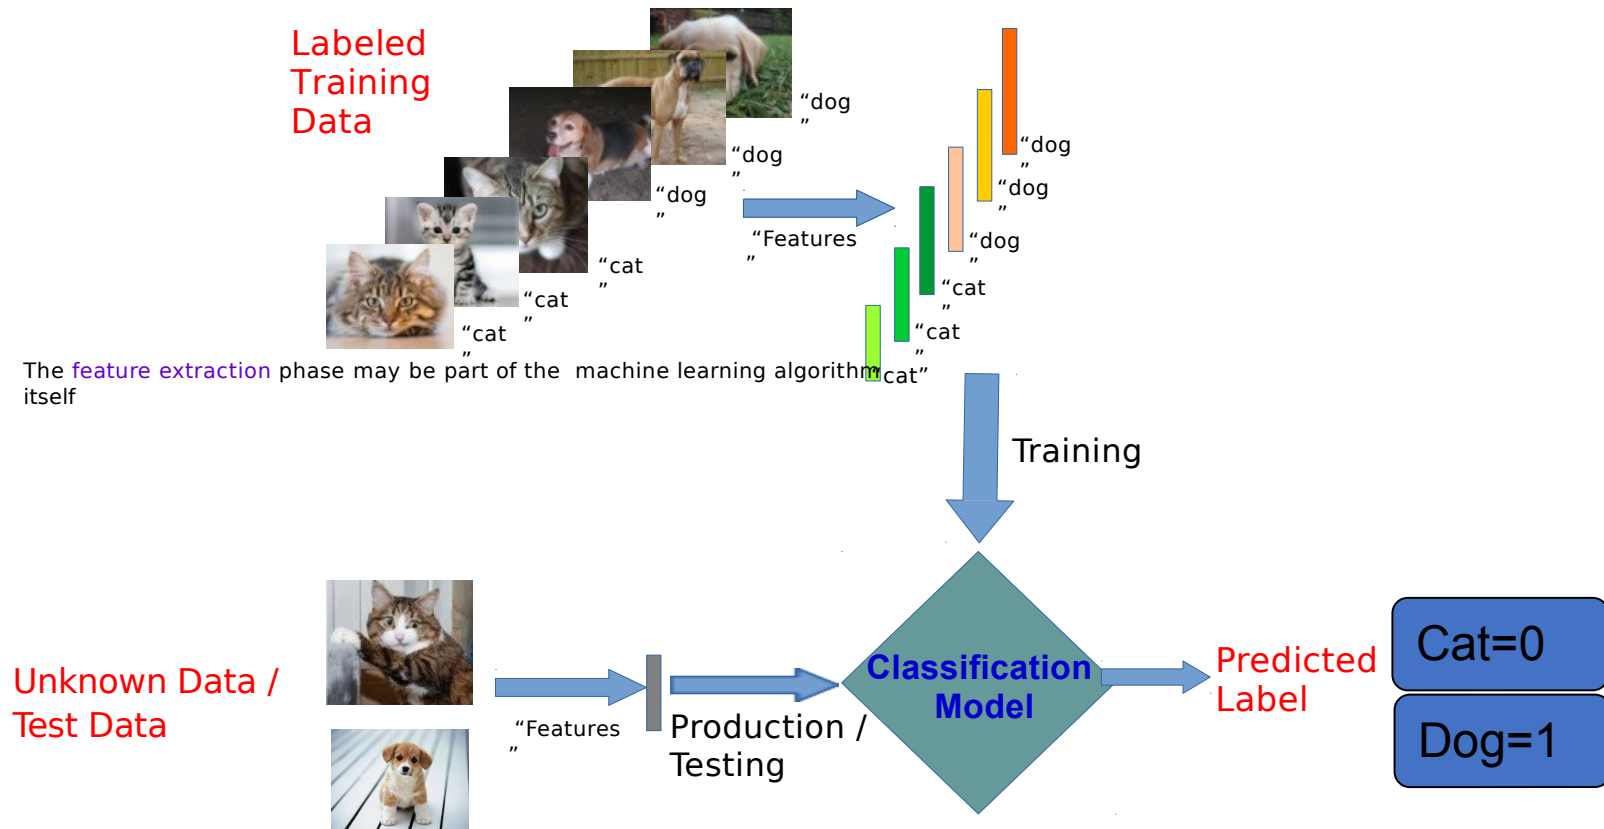 Labeled
Training
Data
“dog
”
“dog
”
“dog
”
“cat
”
“cat
”
“cat
”
“Features
”
“dog
”
“dog
”
“dog
”
“cat
”
“cat
”
“cat”
The feature extraction phase may be part of the machine learning algorithm
itself
Training
Unknown Data /
Test Data
“Features
”
Production /
Testing
Classification
Model
Predicted
Label
Cat=0
Dog=1